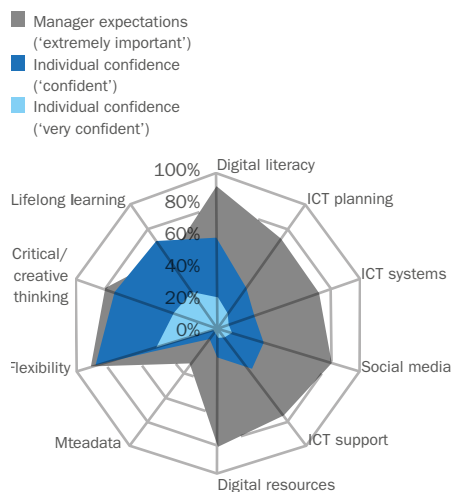 Manager expectations
('extremely important')
Individual confidence
('confident')
Individual confidence
('very confident')
100%
Digital literacy
80%
Lifelong learning
ICT planning
60%
Critical/
creative
thinking
40%
ICT systems
20%
0%
Flexibility
Social media
Mteadata
ICT support
Digital resources